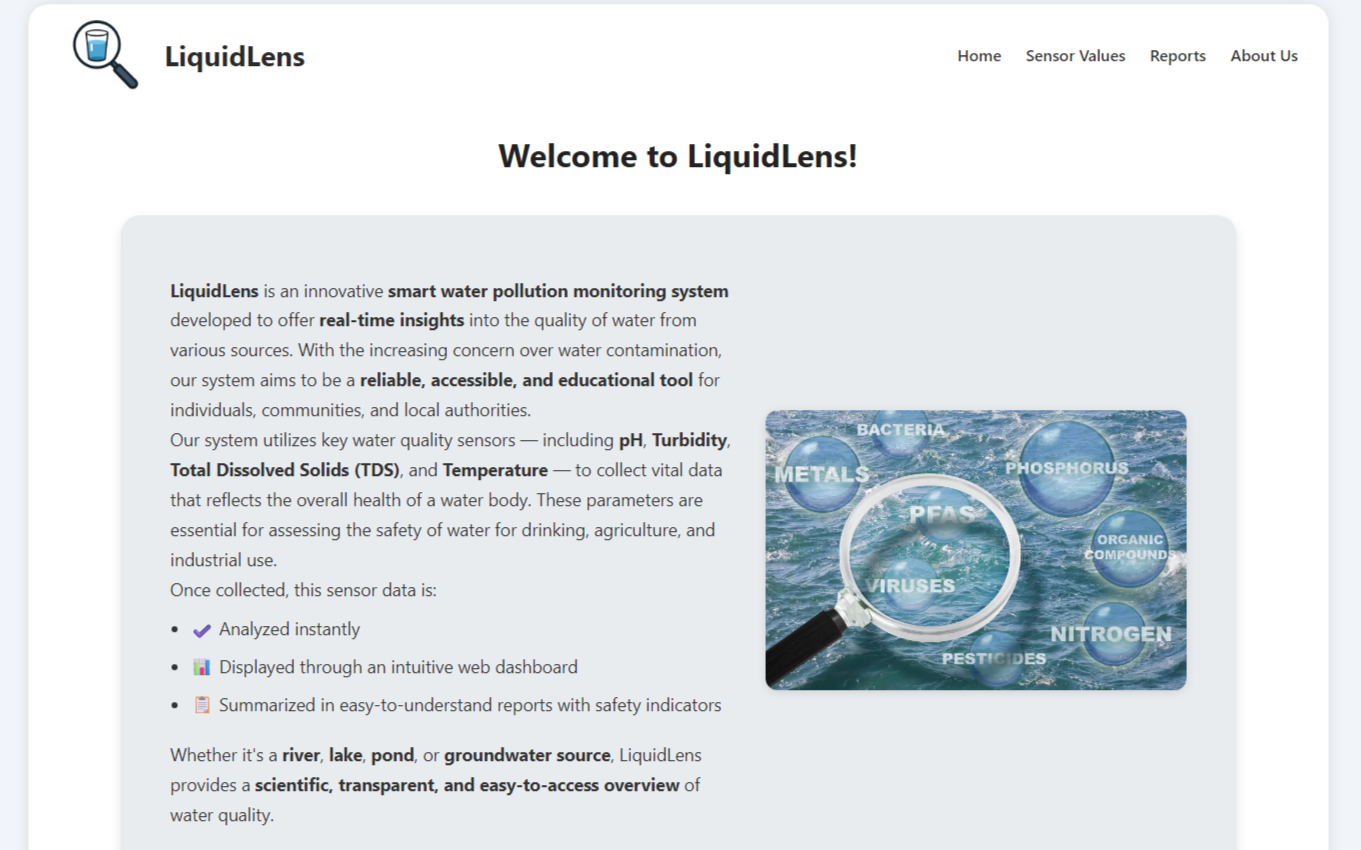 LiquidLens
Home Sensor Values Reports About Us
Welcome to LiquidLens!
LiquidLens is an innovative smart water pollution monitoring system
developed to offer real-time insights into the quality of water from
various sources. With the increasing concern over water contamination,
our system aims to be a reliable, accessible, and educational tool for
individuals, communities, and local authorities.
Our system utilizes key water quality sensors — including pH, Turbidity,
Total Dissolved Solids (TDS), and Temperature — to collect vital data
that reflects the overall health of a water body. These parameters are
essential for assessing the safety of water for drinking, agriculture, and
industrial use.
Once collected, this sensor data is:
• ✔ Analyzed instantly
• 📊 Displayed through an intuitive web dashboard
• 📋 Summarized in easy-to-understand reports with safety indicators
Whether it's a river, lake, pond, or groundwater source, LiquidLens
provides a scientific, transparent, and easy-to-access overview of
water quality.
BACTERIA
METALS
PHOSPHORUS
PFAS
ORGANIC
COMPOUNDS
VIRUSES
NITROGEN
PESTICIDES